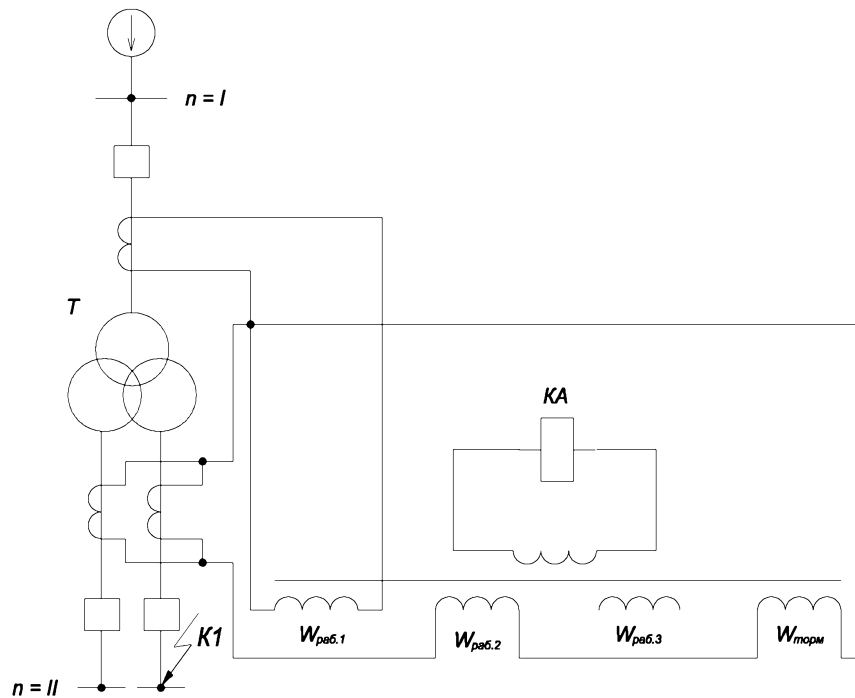 n = I
T
KA
Wраб.1
Wраб.2
Wраб.3
Wторм
K1
n = II